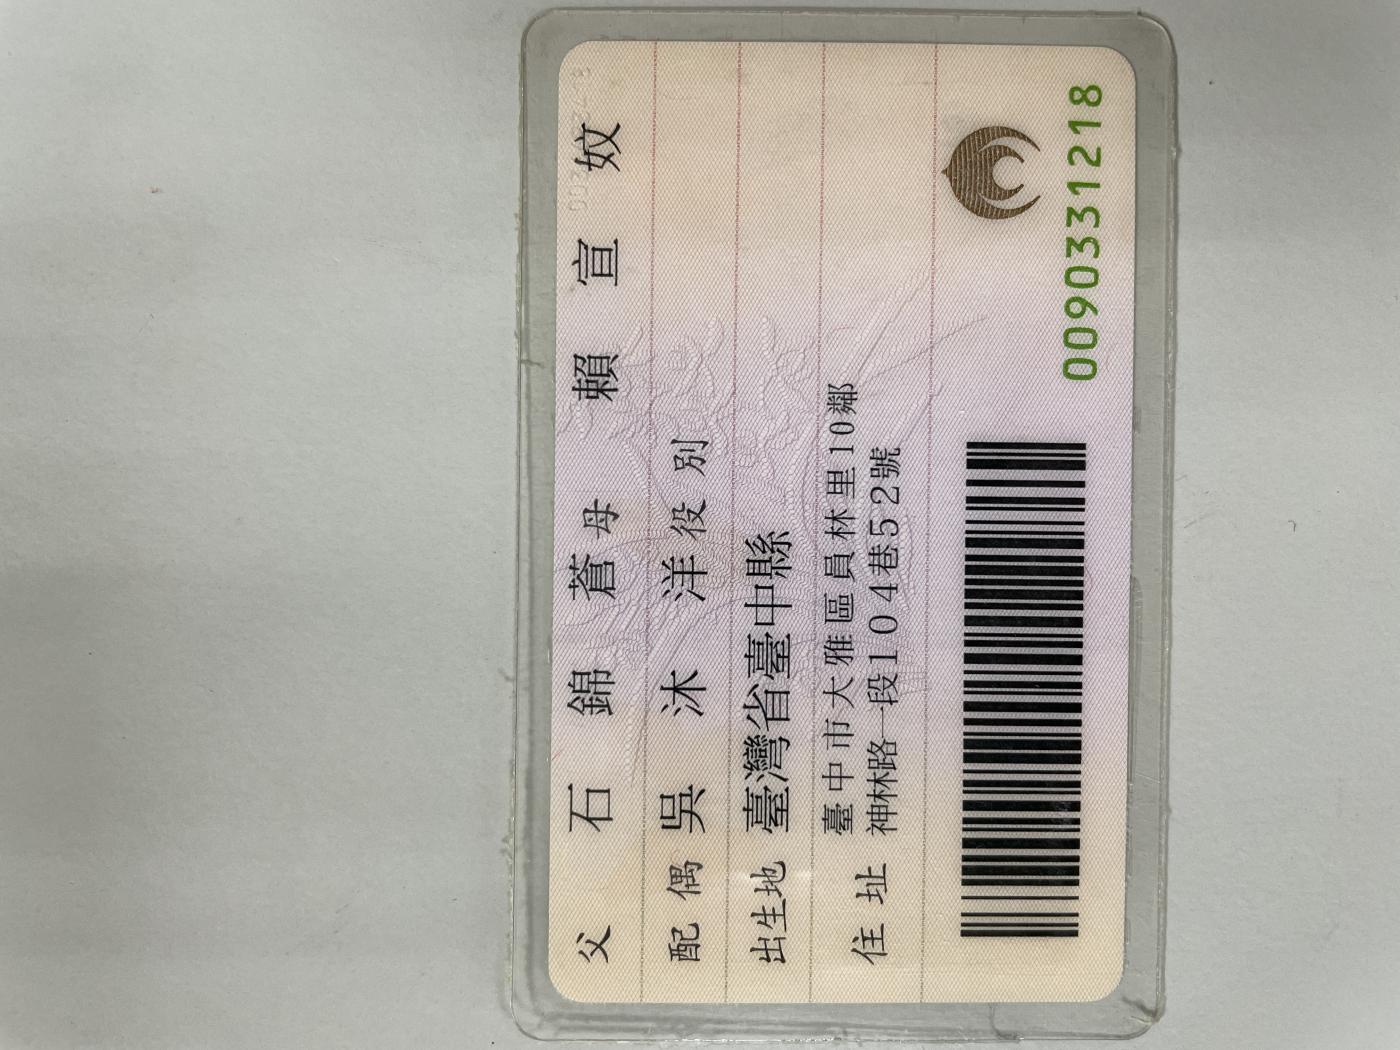 父 石錦蒼 母 賴宣妏
配偶 吳沐洋 役別
出生地 臺灣省臺中縣
住址 臺中市大雅區員林里10鄰
神林路一段104巷52號
0090331218